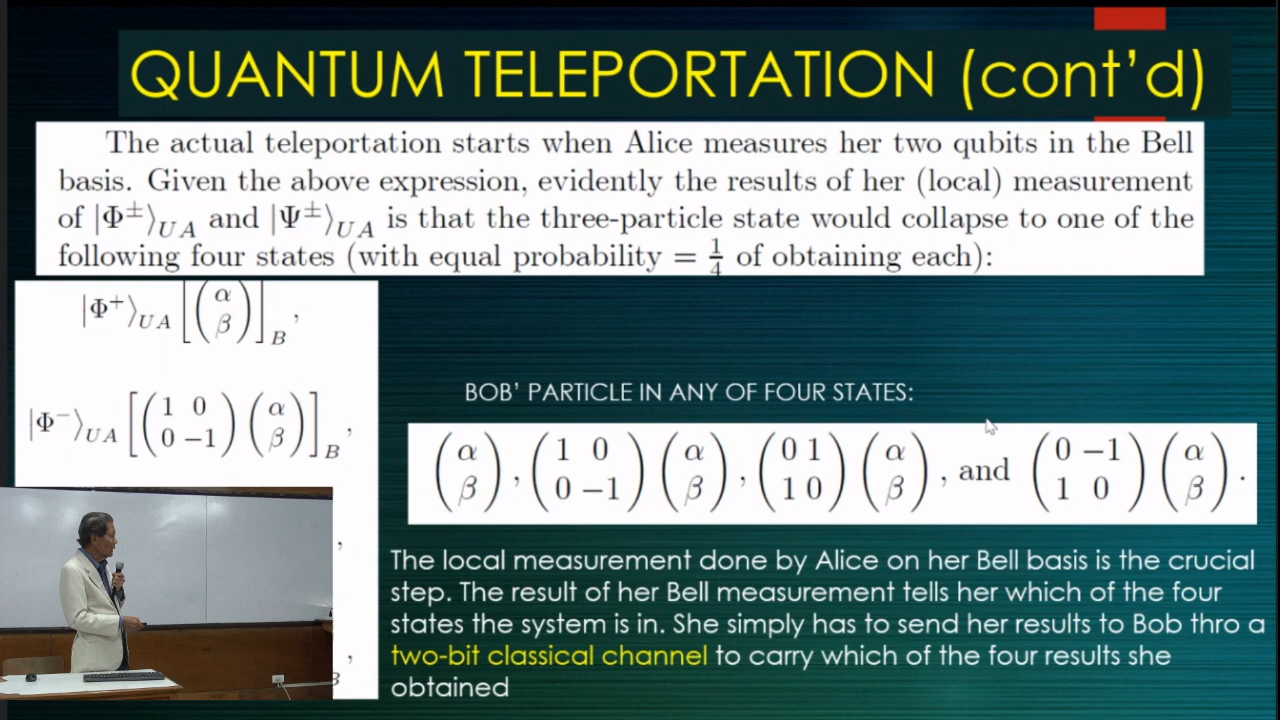 QUANTUM TELEPORTATION (cont'd)
The actual teleportation starts when Alice measures her two qubits in the Bell
basis. Given the above expression, evidently the results of her (local) measurement
of |Φ±⟩UA and |Ψ±⟩UA is that the three-particle state would collapse to one of the
following four states (with equal probability = 1/4 of obtaining each):
|Φ+⟩UA [(α β)]B,
|Φ−⟩UA [(1 0 0 −1)(α β)]B,
,
, B
BOB' PARTICLE IN ANY OF FOUR STATES:
(α β), (1 0 0 −1)(α β), (0 1 1 0)(α β), and (0 −1 1 0)(α β).
The local measurement done by Alice on her Bell basis is the crucial
step. The result of her Bell measurement tells her which of the four
states the system is in. She simply has to send her results to Bob thro a
two-bit classical channel to carry which of the four results she
obtained